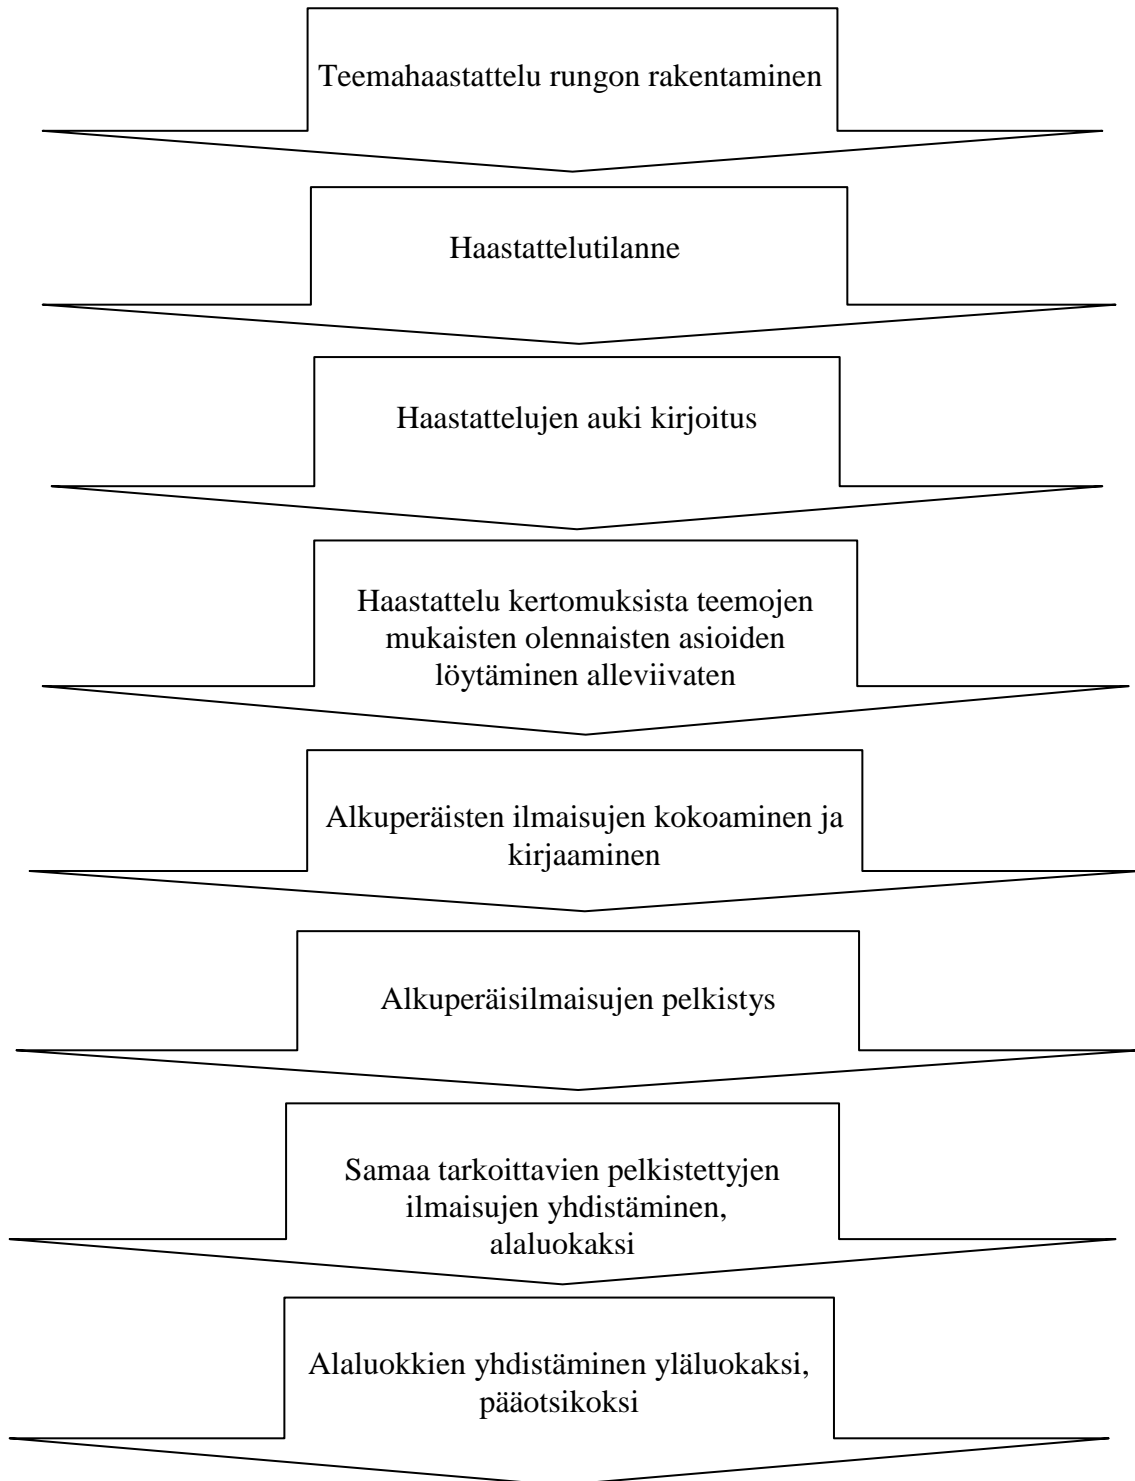 Teemahaastattelu rungon rakentaminen
Haastattelutilanne
Haastattelujen auki kirjoitus
Haastattelu kertomuksista teemojen
mukaisten olennaisten asioiden
löytäminen alleviivaten
Alkuperäisten ilmaisujen kokoaminen ja
kirjaaminen
Alkuperäisilmaisujen pelkistys
Samaa tarkoittavien pelkistettyjen
ilmaisujen yhdistäminen,
alaluokaksi
Alaluokkien yhdistäminen yläluokaksi,
pääotsikoksi